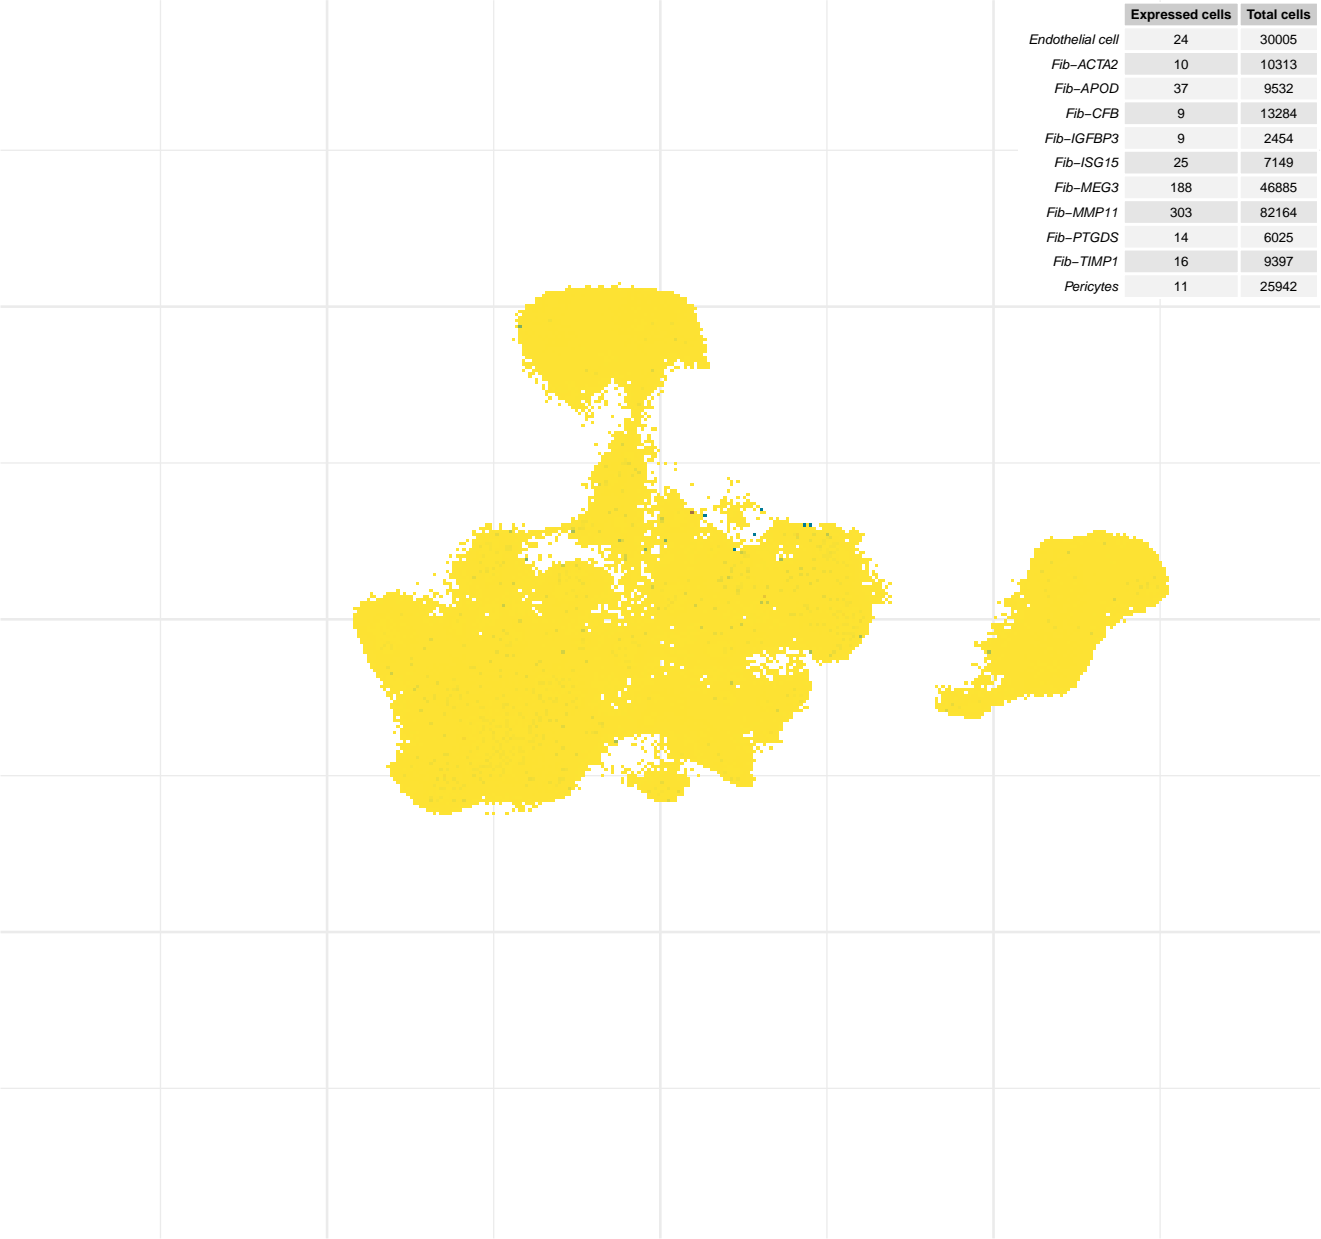 Expressed cells Total cells
Endothelial cell 24 30005
Fib−ACTA2 10 10313
Fib−APOD 37 9532
Fib−CFB 9 13284
Fib−IGFBP3 9 2454
Fib−ISG15 25 7149
Fib−MEG3 188 46885
Fib−MMP11 303 82164
Fib−PTGDS 14 6025
Fib−TIMP1 16 9397
Pericytes 11 25942